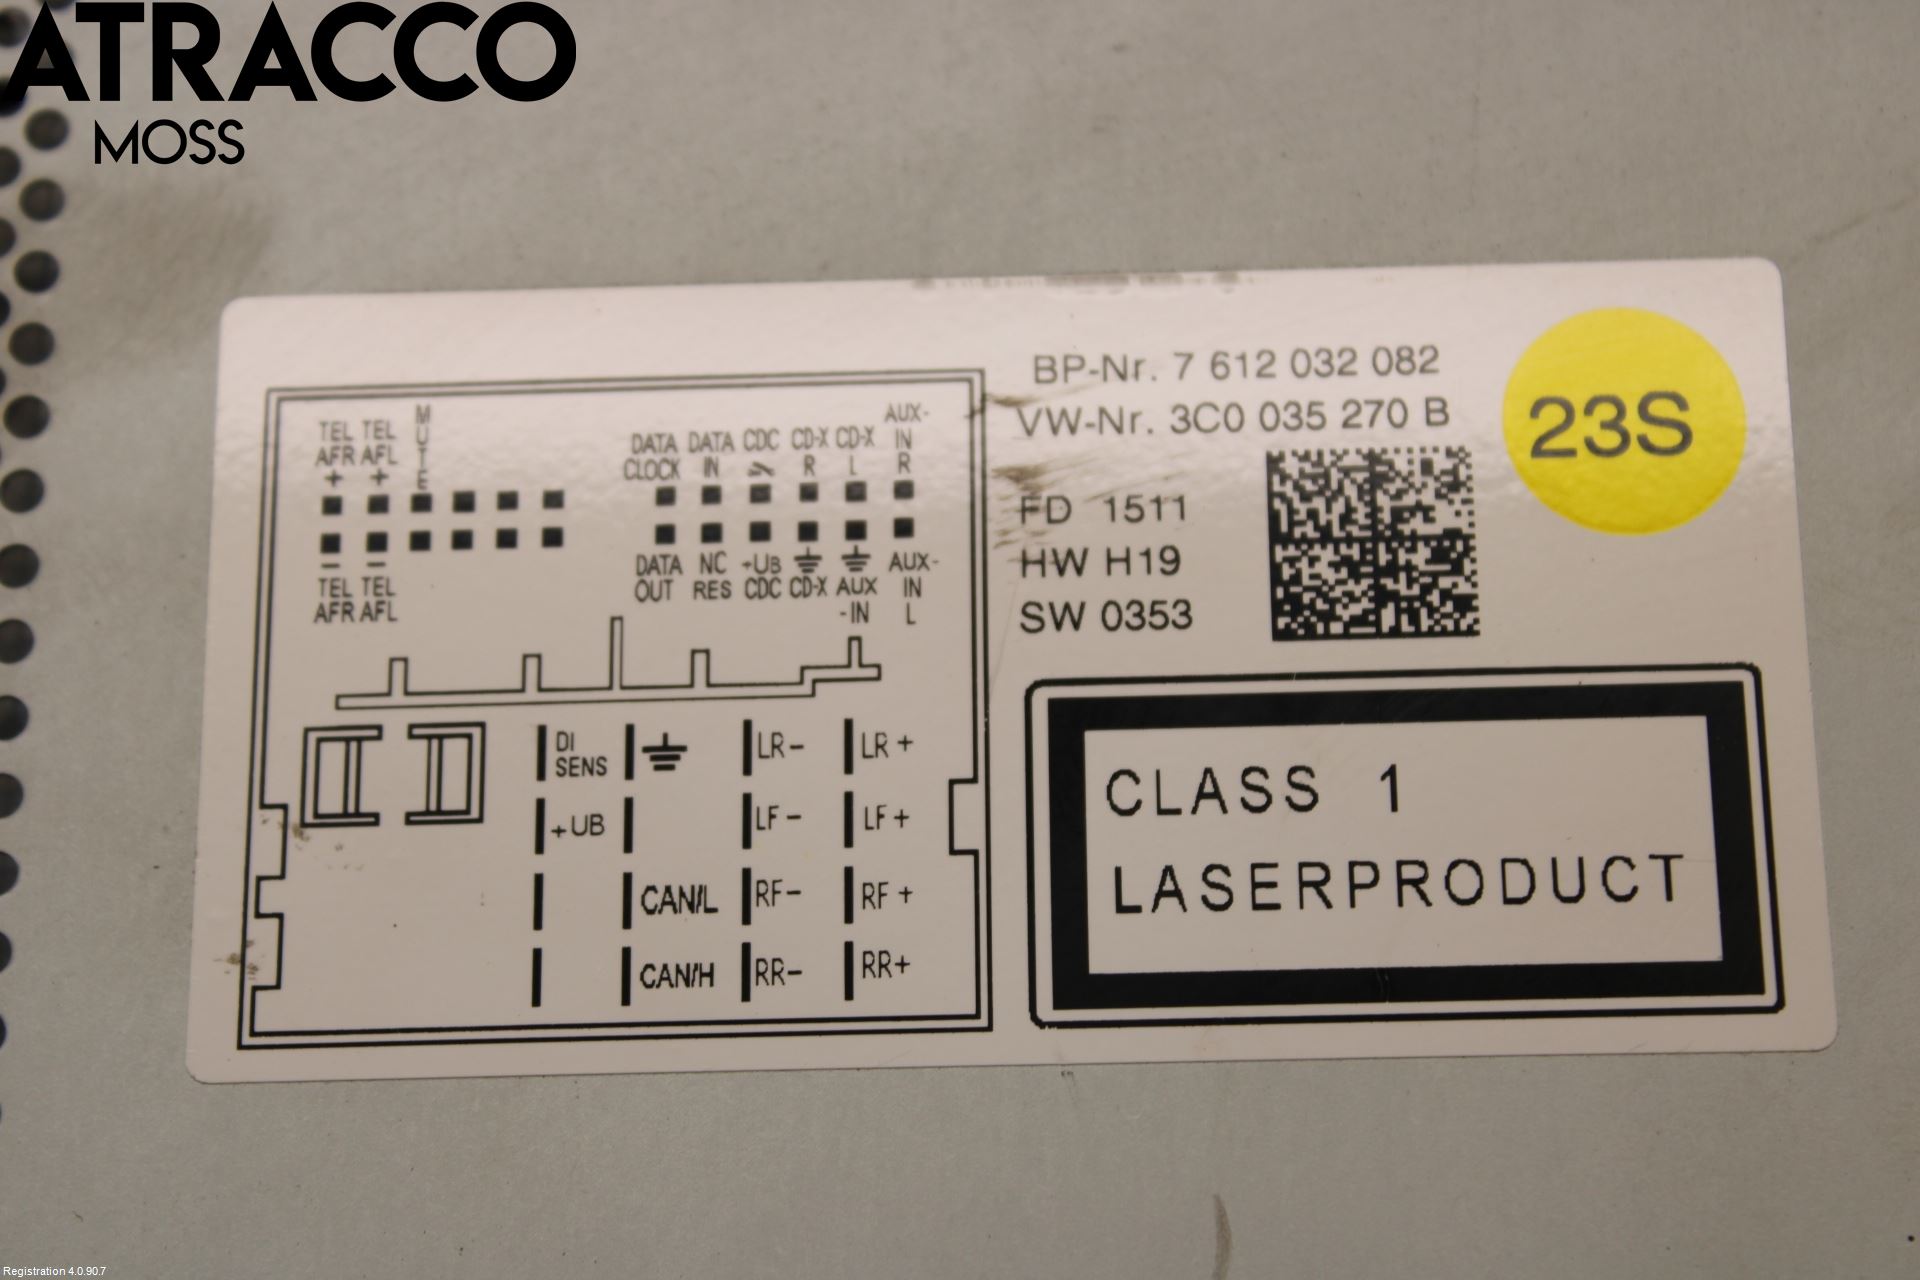 ATRACCO
MOSS
BP-Nr. 7 612 032 082
VW-Nr. 3C0 035 270 B
23S
FD 1511
HW H19
SW 0353
CLASS 1
LASERPRODUCT
TEL TEL MUTE
AFR AFL
+ +
− −
TEL TEL
AFR AFL
AUX-
DATA DATA CDC CD-X CD-X IN
CLOCK IN R L R
DATA NC +UB AUX-
OUT RES CDC CD-X AUX IN
-IN L
DI LR− LR+
SENS
+UB LF− LF+
CAN/L RF− RF+
CAN/H RR− RR+
Registration 4.0.90.7